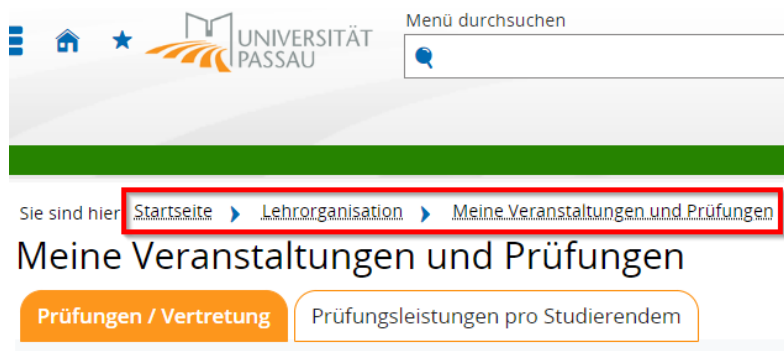 UNIVERSITÄT
PASSAU
Menü durchsuchen
Sie sind hier Startseite Lehrorganisation Meine Veranstaltungen und Prüfungen
Meine Veranstaltungen und Prüfungen
Prüfungen / Vertretung Prüfungsleistungen pro Studierendem